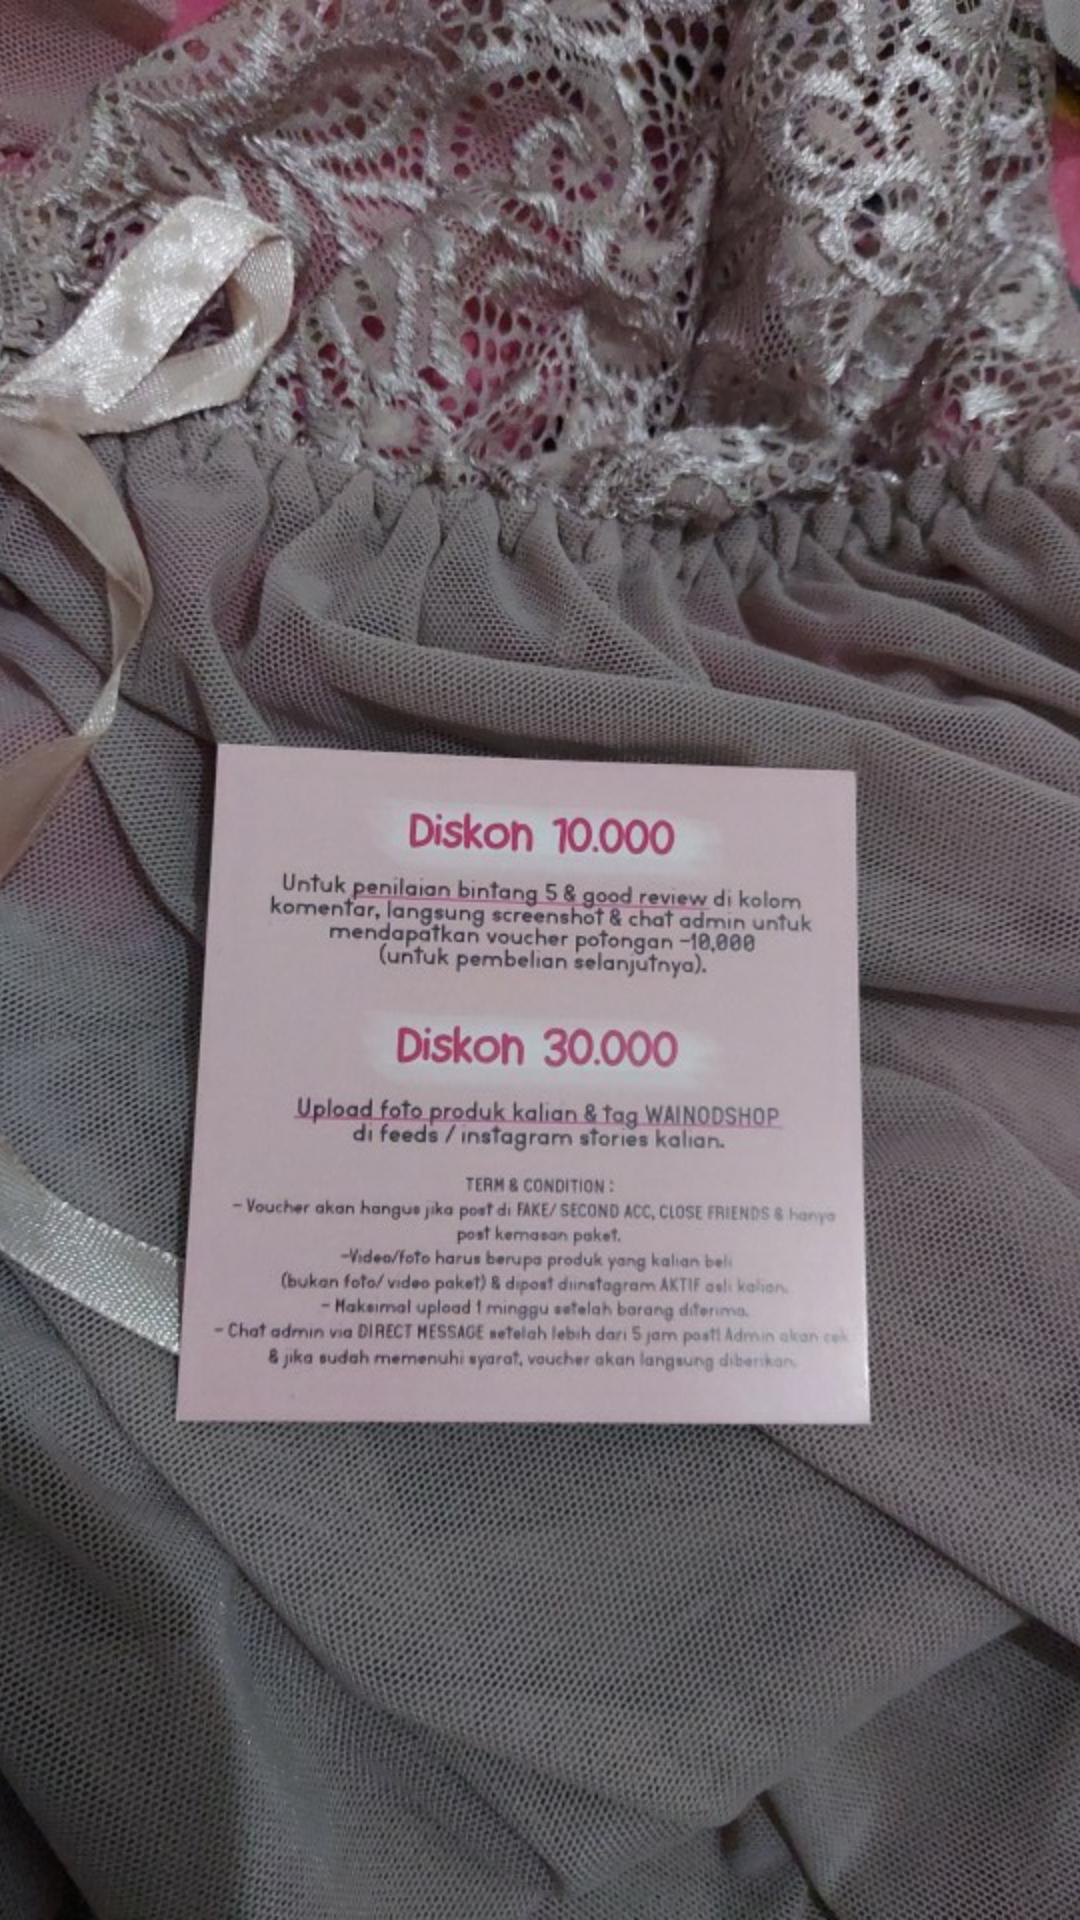 Diskon 10.000
Untuk penilaian bintang 5 & good review di kolom
komentar, langsung screenshot & chat admin untuk
mendapatkan voucher potongan -10,000
(untuk pembelian selanjutnya).
Diskon 30.000
Upload foto produk kalian & tag WAINODSHOP
di feeds / instagram stories kalian.
TERM & CONDITION :
- Voucher akan hangus jika post di FAKE/ SECOND ACC, CLOSE FRIENDS & hanya
post kemasan paket.
-Video/foto harus berupa produk yang kalian beli
(bukan foto/ video paket) & dipost diinstagram AKTIF asli kalian.
- Maksimal upload 1 minggu setelah barang diterima.
- Chat admin via DIRECT MESSAGE setelah lebih dari 5 jam post! Admin akan cek
& jika sudah memenuhi syarat, voucher akan langsung diberikan.